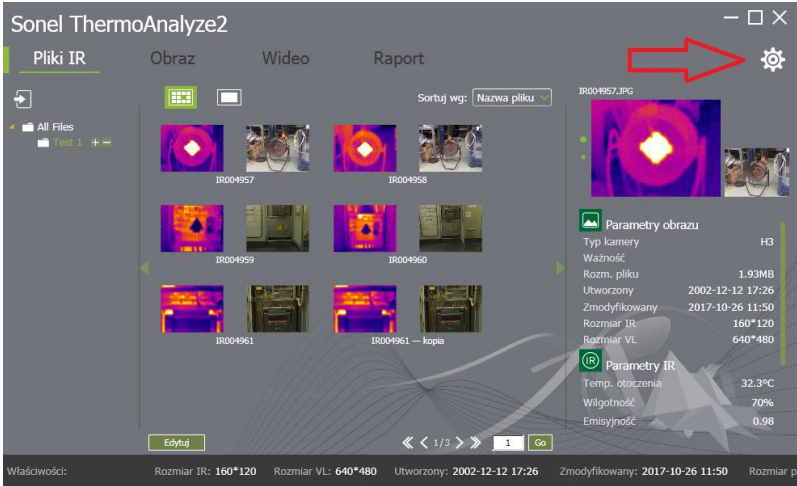 Sonel ThermoAnalyze2
Pliki IR Obraz Wideo Raport
Sortuj wg: Nazwa pliku
All Files
Test 1
IR004957 IR004958
IR004959 IR004960
IR004961 IR004961 — kopia
Edytuj 1/3 1 Go
IR004957.JPG
Parametry obrazu
Typ kamery H3
Ważność
Rozm. pliku 1.93MB
Utworzony 2002-12-12 17:26
Zmodyfikowany 2017-10-26 11:50
Rozmiar IR 160*120
Rozmiar VL 640*480
IR Parametry IR
Temp. otoczenia 32.3°C
Wilgotność 70%
Emisyjność 0.98
Właściwości: Rozmiar IR: 160*120 Rozmiar VL: 640*480 Utworzony: 2002-12-12 17:26 Zmodyfikowany: 2017-10-26 11:50 Rozmiar p